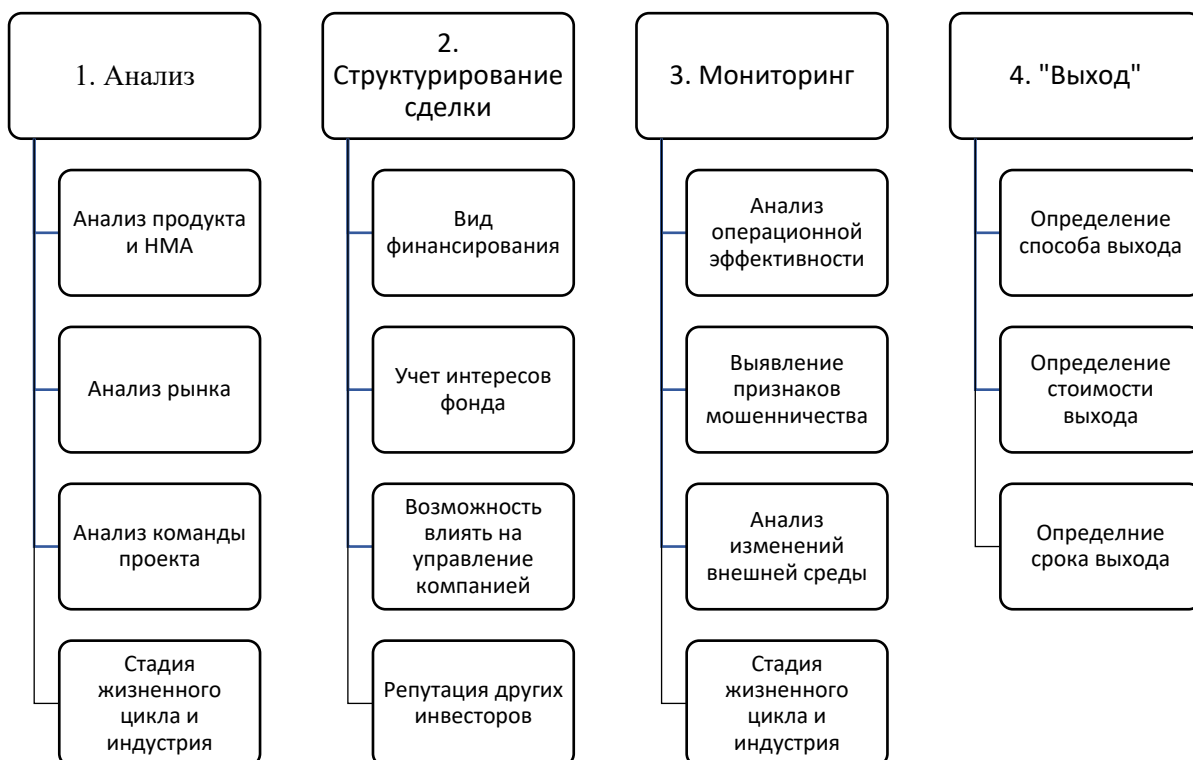 1. Анализ
Анализ продукта
и НМА
Анализ рынка
Анализ команды
проекта
Стадия
жизненного
цикла и
индустрия
2.
Структурирование
сделки
Вид
финансирования
Учет интересов
фонда
Возможность
влиять на
управление
компанией
Репутация других
инвесторов
3. Мониторинг
Анализ
операционной
эффективности
Выявление
признаков
мошенничества
Анализ
изменений
внешней среды
Стадия
жизненного
цикла и
индустрия
4. "Выход"
Определение
способа выхода
Определение
стоимости
выхода
Определние
срока выхода